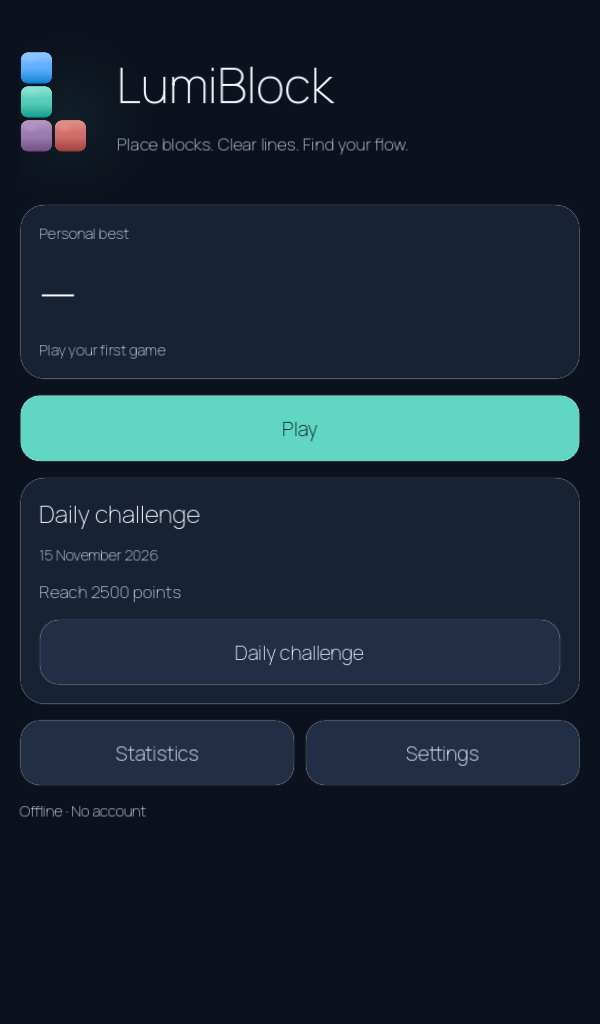 LumiBlock
Place blocks. Clear lines. Find your flow.
Personal best
—
Play your first game
Play
Daily challenge
15 November 2026
Reach 2500 points
Daily challenge
Statistics
Settings
Offline · No account